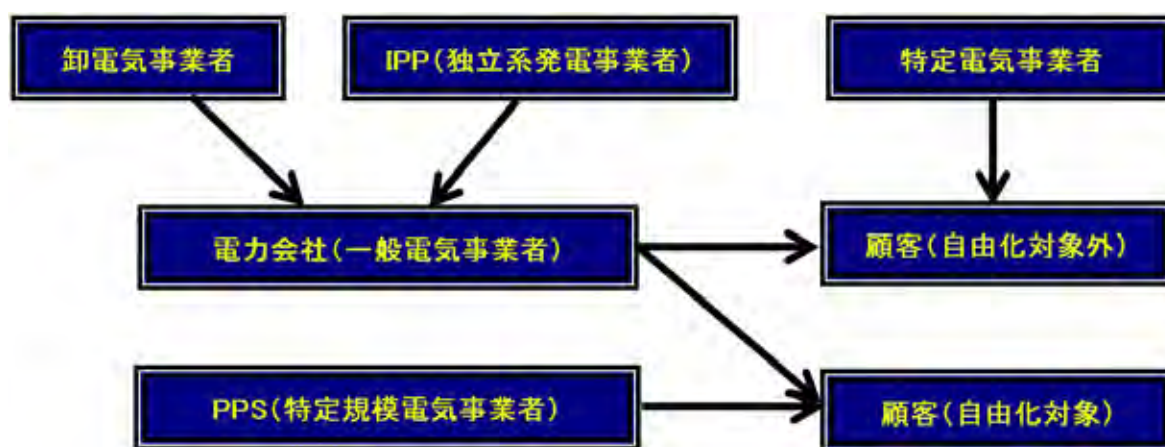 卸電気事業者
IPP(独立系発電事業者)
特定電気事業者
電力会社(一般電気事業者)
顧客(自由化対象外)
PPS(特定規模電気事業者)
顧客(自由化対象)